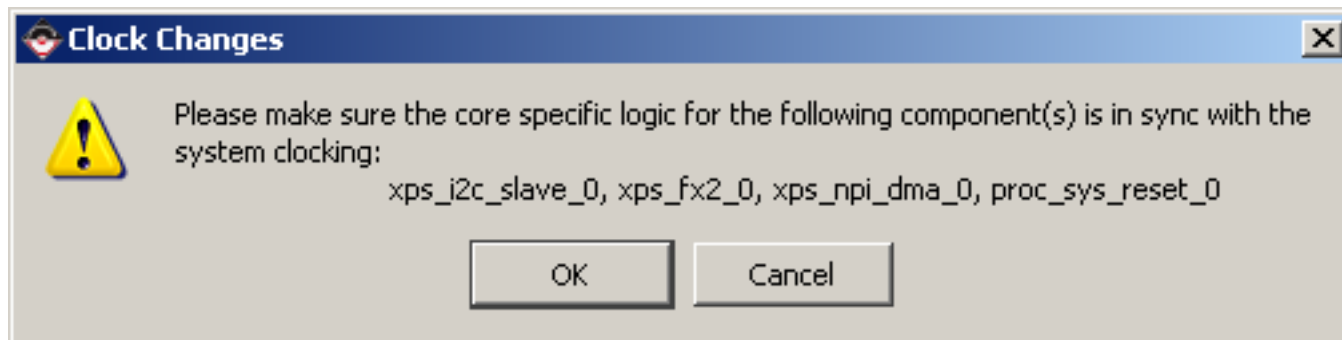 Clock Changes
Please make sure the core specific logic for the following component(s) is in sync with the
system clocking:
xps_i2c_slave_0, xps_fx2_0, xps_npi_dma_0, proc_sys_reset_0
OK
Cancel